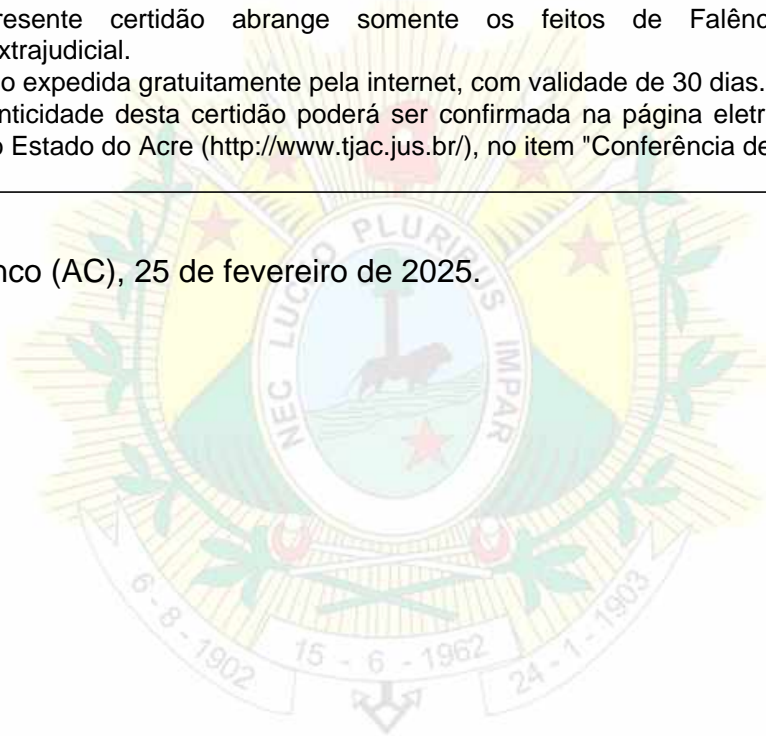 resente certidão abrange somente os feitos de Falênc
xtrajudicial.
o expedida gratuitamente pela internet, com validade de 30 dias.
nticidade desta certidão poderá ser confirmada na página eletr
o Estado do Acre (http://www.tjac.jus.br/), no item "Conferência de
nco (AC), 25 de fevereiro de 2025.
NEC LUCEO PLURIBUS IMPAR
6 - 8 - 1902
15 - 6 - 1962
24 - 1 - 1903